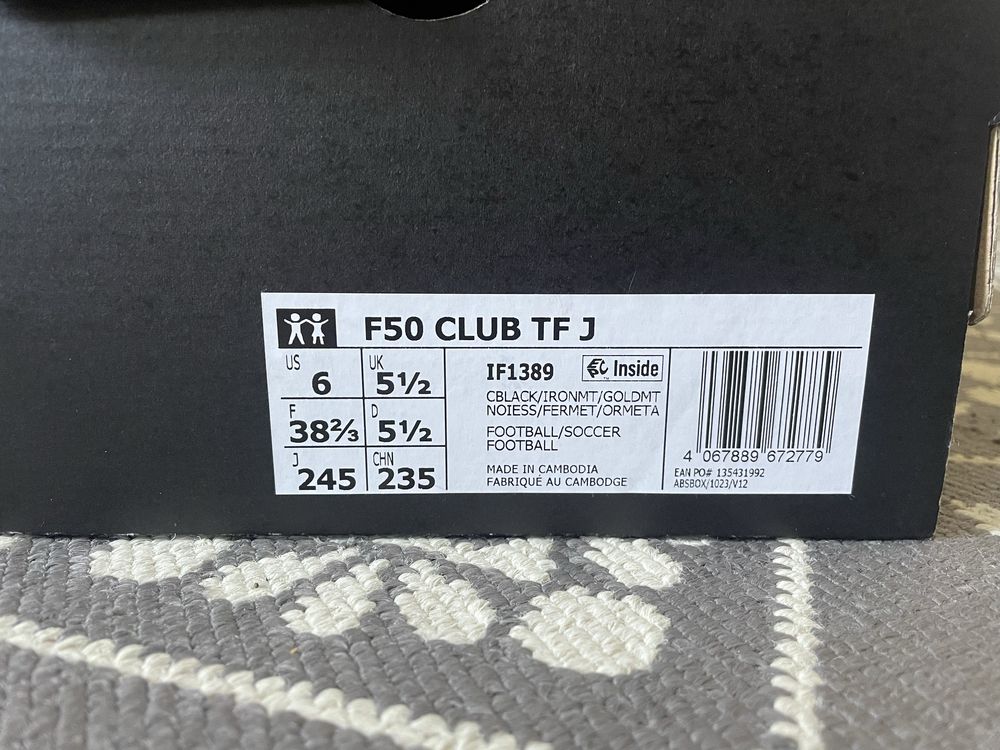 F50 CLUB TF J
US 6
UK 5½
F 38⅔
D 5½
J 245
CHN 235
IF1389
Inside
CBLACK/IRONMT/GOLDMT
NOIESS/FERMET/ORMETA
FOOTBALL/SOCCER
FOOTBALL
MADE IN CAMBODIA
FABRIQUÉ AU CAMBODGE
4 067889 672779
EAN PO# 135431992
ABSBOX/1023/V12